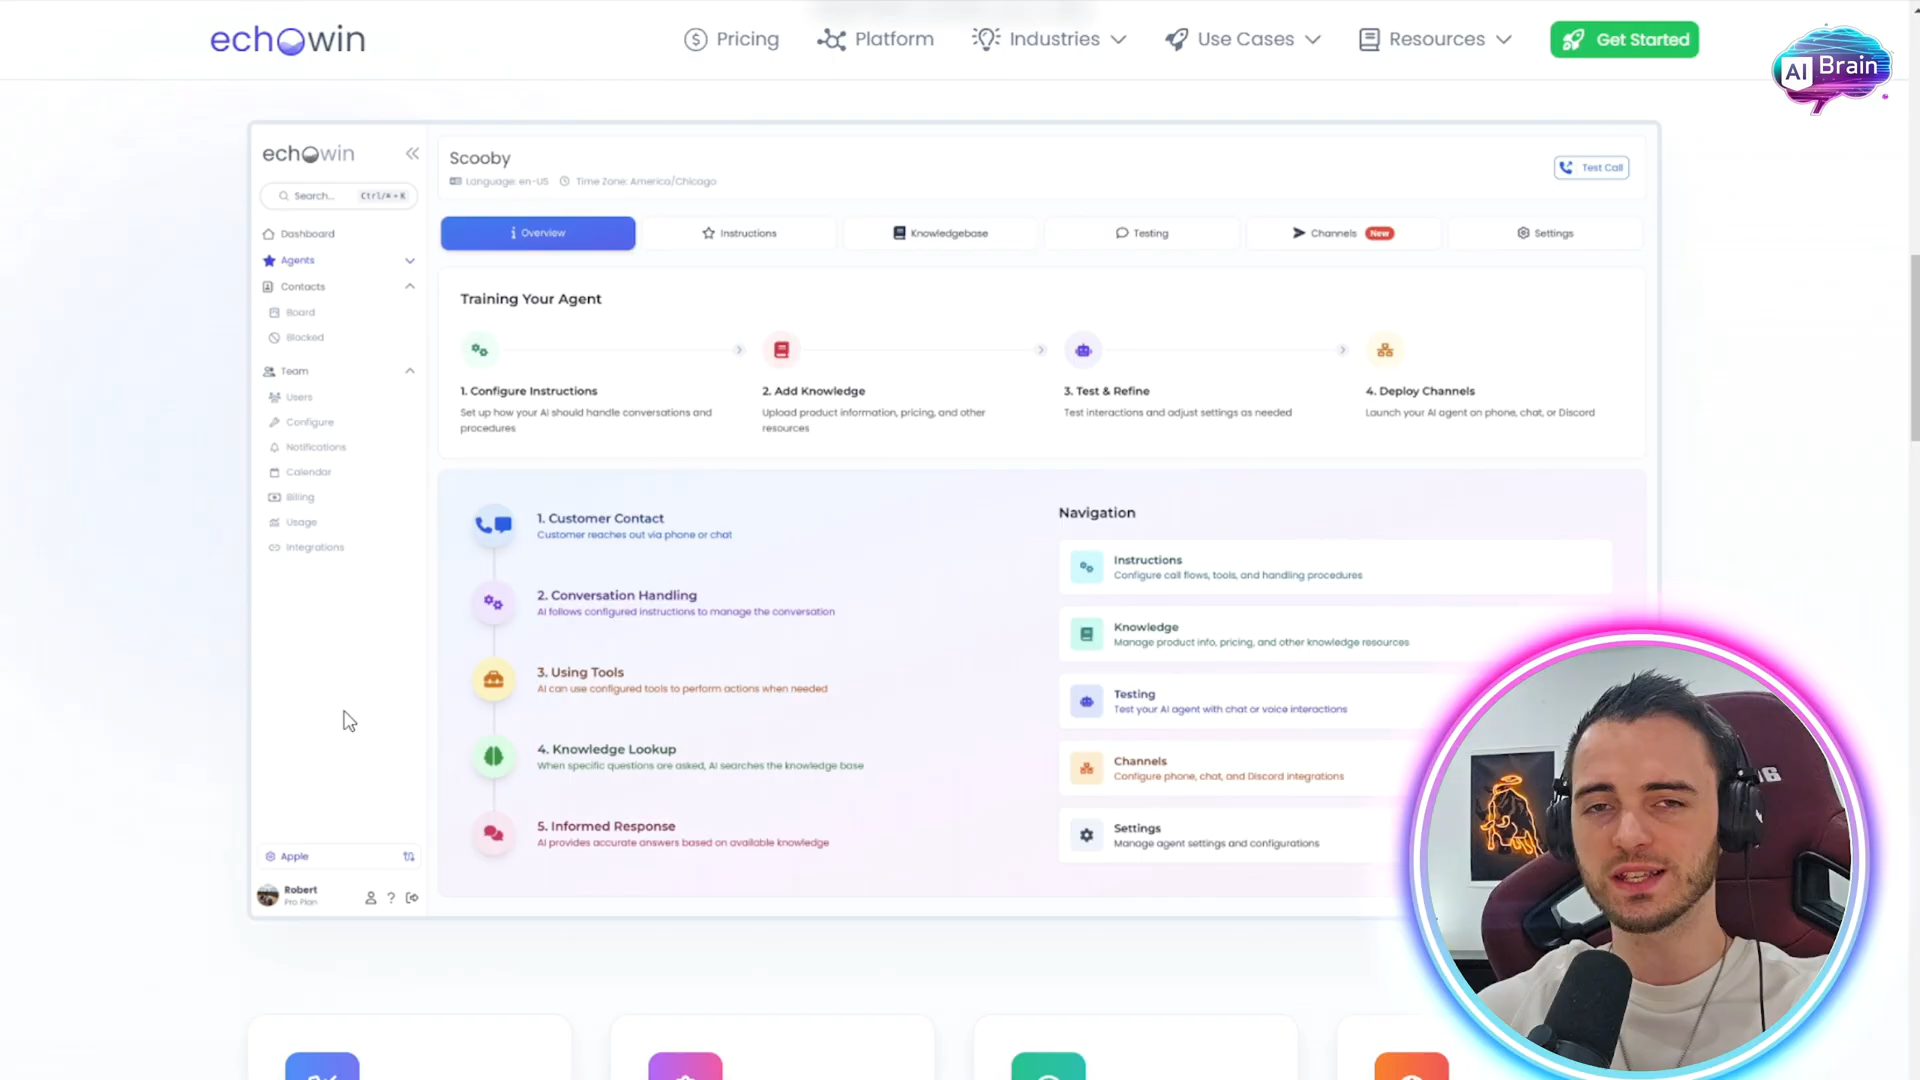 echowin
Pricing
Platform
Industries
Use Cases
Resources
Get Started
AI Brain
echowin
Search...
Ctrl/⌘ + K
Dashboard
Agents
Contacts
Board
Blocked
Team
Users
Configure
Notifications
Calendar
Billing
Usage
Integrations
Apple
Robert
Pro Plan
Scooby
Language: en-US
Time Zone: America/Chicago
Test Call
Overview
Instructions
Knowledgebase
Testing
Channels New
Settings
Training Your Agent
1. Configure Instructions
Set up how your AI should handle conversations and
procedures
2. Add Knowledge
Upload product information, pricing, and other
resources
3. Test & Refine
Test interactions and adjust settings as needed
4. Deploy Channels
Launch your AI agent on phone, chat, or Discord
1. Customer Contact
Customer reaches out via phone or chat
2. Conversation Handling
AI follows configured instructions to manage the conversation
3. Using Tools
AI can use configured tools to perform actions when needed
4. Knowledge Lookup
When specific questions are asked, AI searches the knowledge base
5. Informed Response
AI provides accurate answers based on available knowledge
Navigation
Instructions
Configure call flows, tools, and handling procedures
Knowledge
Manage product info, pricing, and other knowledge resources
Testing
Test your AI agent with chat or voice interactions
Channels
Configure phone, chat, and Discord integrations
Settings
Manage agent settings and configurations